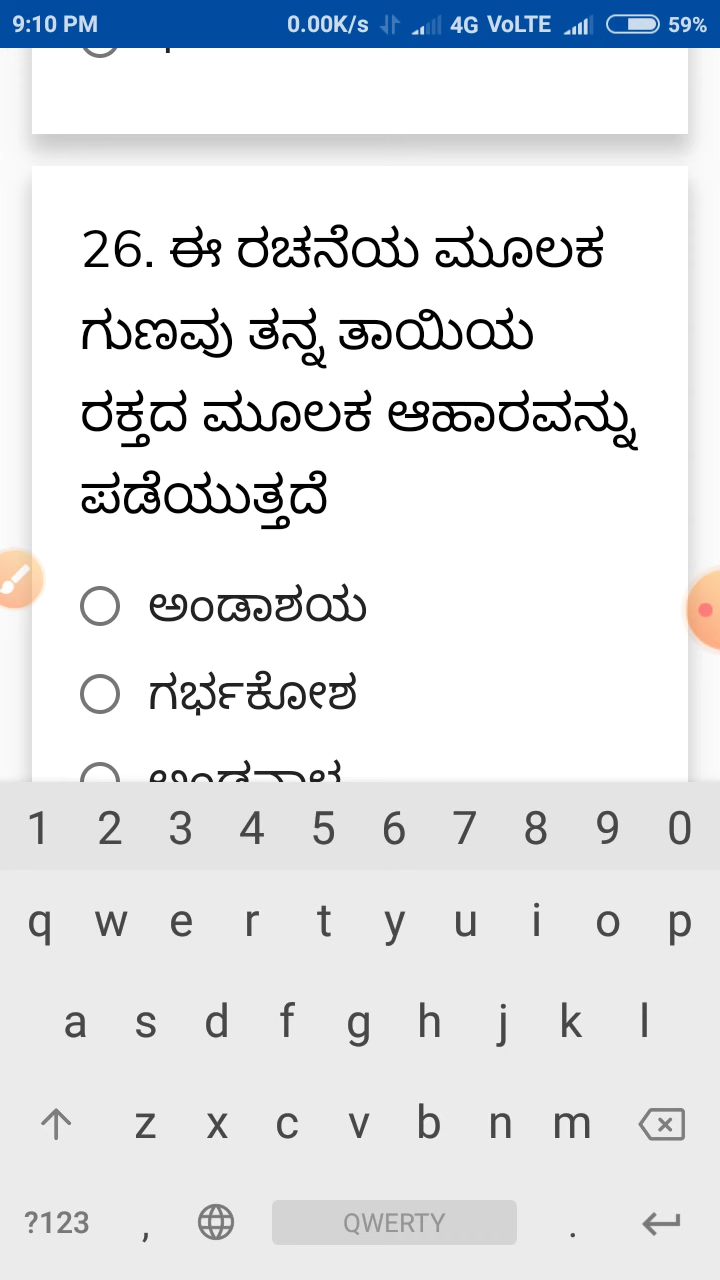 9:10 PM 0.00K/s 4G VoLTE 59%
26. ಈ ರಚನೆಯ ಮೂಲಕ
ಗುಣವು ತನ್ನ ತಾಯಿಯ
ರಕ್ತದ ಮೂಲಕ ಆಹಾರವನ್ನು
ಪಡೆಯುತ್ತದೆ
ಅಂಡಾಶಯ
ಗರ್ಭಕೋಶ
1 2 3 4 5 6 7 8 9 0
q w e r t y u i o p
a s d f g h j k l
z x c v b n m
?123 , QWERTY .